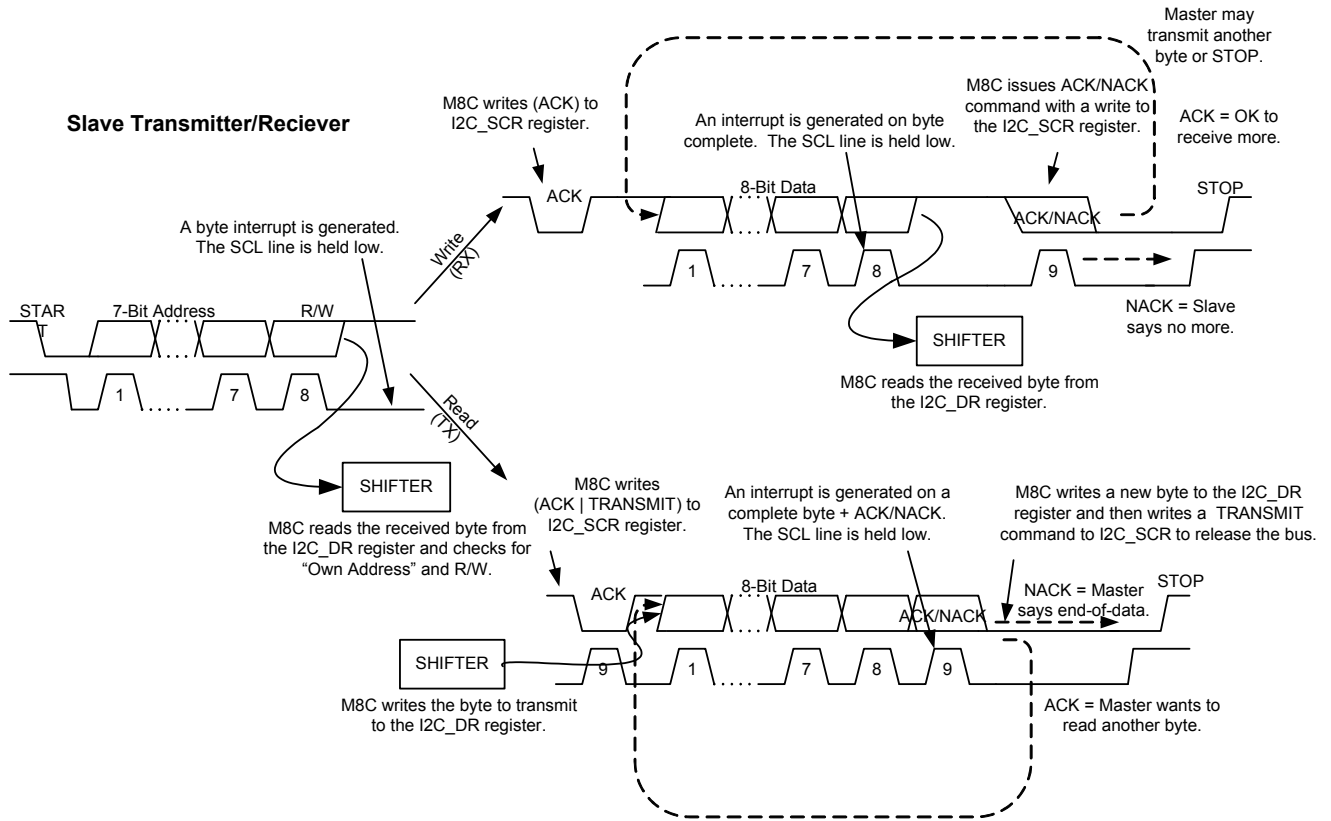 Master may
transmit another
byte or STOP.
M8C issues ACK/NACK
command with a write to
the I2C_SCR register.
M8C writes (ACK) to
I2C_SCR register.
An interrupt is generated on byte
complete. The SCL line is held low.
ACK = OK to
receive more.
Slave Transmitter/Reciever
ACK
8-Bit Data
ACK/NACK
STOP
A byte interrupt is generated.
The SCL line is held low.
Write
(RX)
1
7
8
9
NACK = Slave
says no more.
STAR
T
7-Bit Address
R/W
SHIFTER
M8C reads the received byte from
the I2C_DR register.
1
7
8
Read
(TX)
SHIFTER
M8C reads the received byte from
the I2C_DR register and checks for
“Own Address” and R/W.
M8C writes
(ACK | TRANSMIT) to
I2C_SCR register.
An interrupt is generated on a
complete byte + ACK/NACK.
The SCL line is held low.
M8C writes a new byte to the I2C_DR
register and then writes a TRANSMIT
command to I2C_SCR to release the bus.
ACK
8-Bit Data
ACK/NACK
NACK = Master
says end-of-data.
STOP
SHIFTER
9
1
7
8
9
M8C writes the byte to transmit
to the I2C_DR register.
ACK = Master wants to
read another byte.